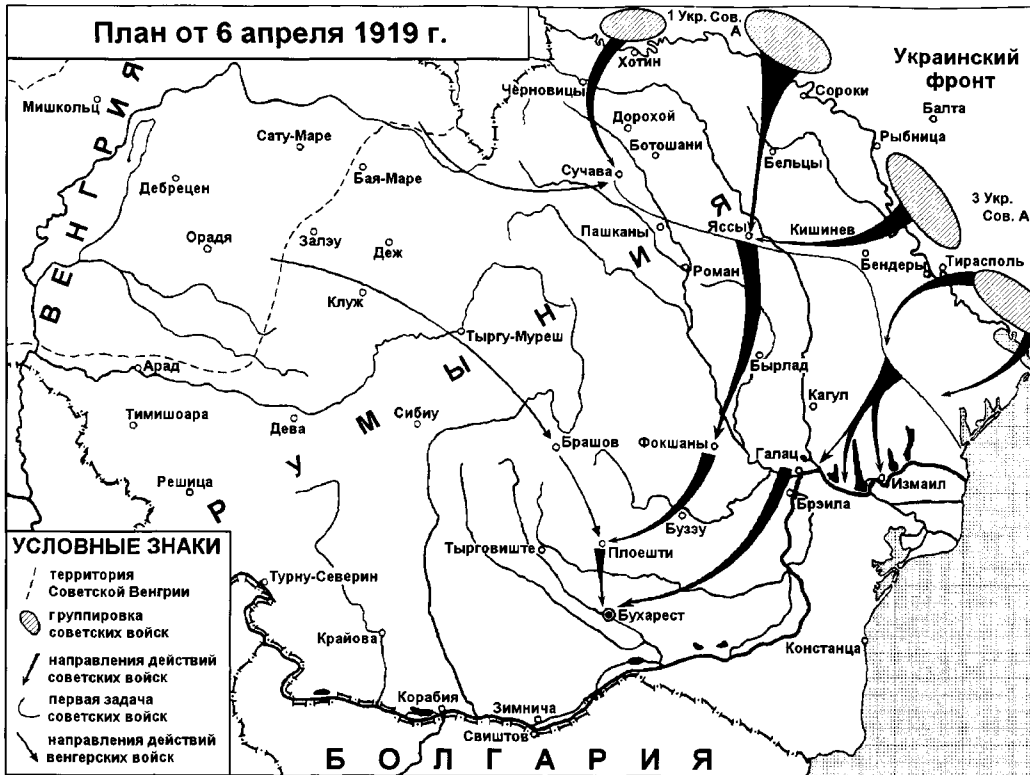 План от 6 апреля 1919 г.
1 Укр. Сов.
А
Украинский
фронт
Хотин
Черновицы
Сороки
Балта
Мишкольц
Дорохой
Рыбница
Сату-Маре
Ботошани
Бельцы
Бая-Маре
Сучава
Дебрецен
3 Укр.
Сов. А
Орадя
Залэу
Деж
Пашканы
Яссы
Кишинев
Роман
Бендеры
Тирасполь
Клуж
Тыргу-Муреш
Арад
Бырлад
Кагул
Тимишоара
Дева
Сибиу
Брашов
Фокшаны
Галац
Измаил
Решица
Брэила
Бузэу
Тырговиште
Плоешти
Турну-Северин
Бухарест
Крайова
Констанца
Корабия
Зимнича
Свиштов
ВЕНГРИЯ
РУМЫНИЯ
БОЛГАРИЯ
УСЛОВНЫЕ ЗНАКИ
территория
Советской Венгрии
группировка
советских войск
направления действий
советских войск
первая задача
советских войск
направления действий
венгерских войск